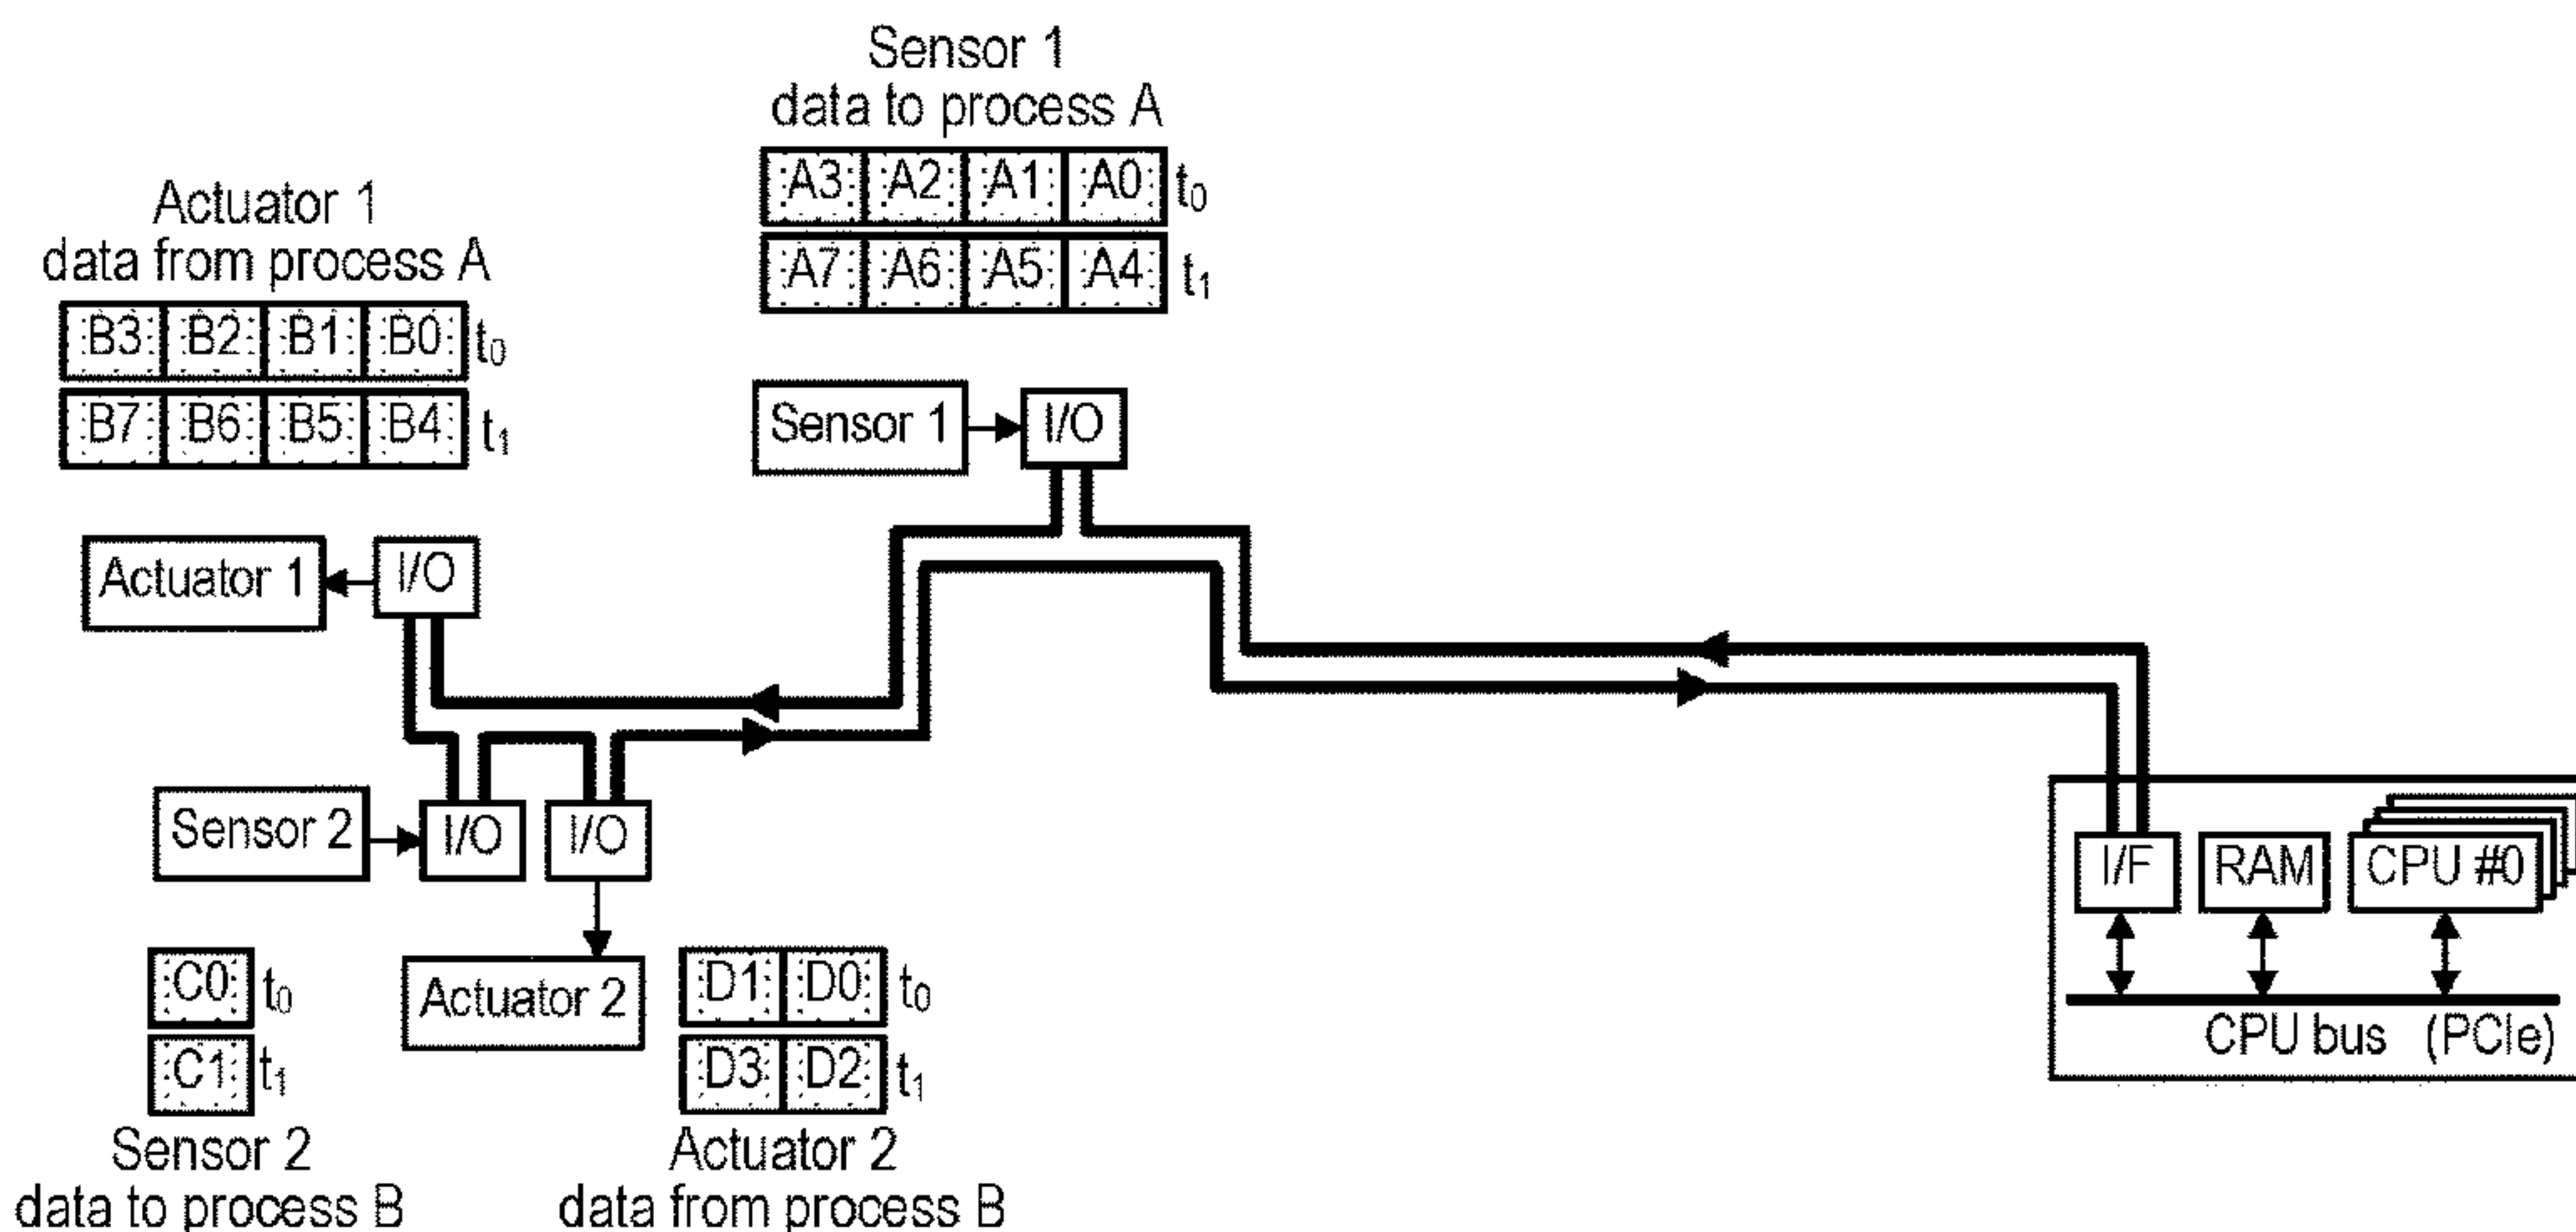 Sensor 1
data to process A
A3 A2 A1 A0 t0
A7 A6 A5 A4 t1
Actuator 1
data from process A
B3 B2 B1 B0 t0
B7 B6 B5 B4 t1
Sensor 1 I/O
Actuator 1 I/O
Sensor 2 I/O I/O
I/F RAM CPU #0
Actuator 2
CPU bus (PCIe)
C0 t0
C1 t1
Sensor 2
data to process B
D1 D0 t0
D3 D2 t1
Actuator 2
data from process B